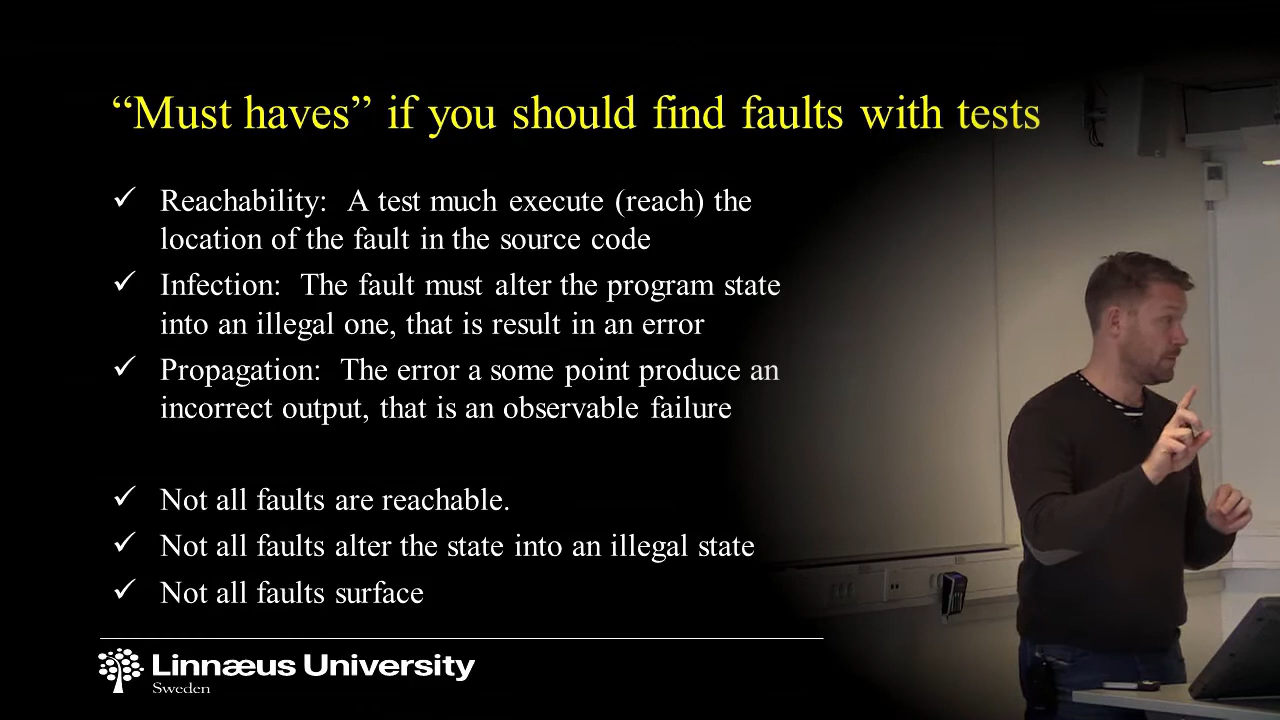 “Must haves” if you should find faults with tests
✓ Reachability: A test much execute (reach) the
location of the fault in the source code
✓ Infection: The fault must alter the program state
into an illegal one, that is result in an error
✓ Propagation: The error a some point produce an
incorrect output, that is an observable failure
✓ Not all faults are reachable.
✓ Not all faults alter the state into an illegal state
✓ Not all faults surface
Linnæus University
Sweden